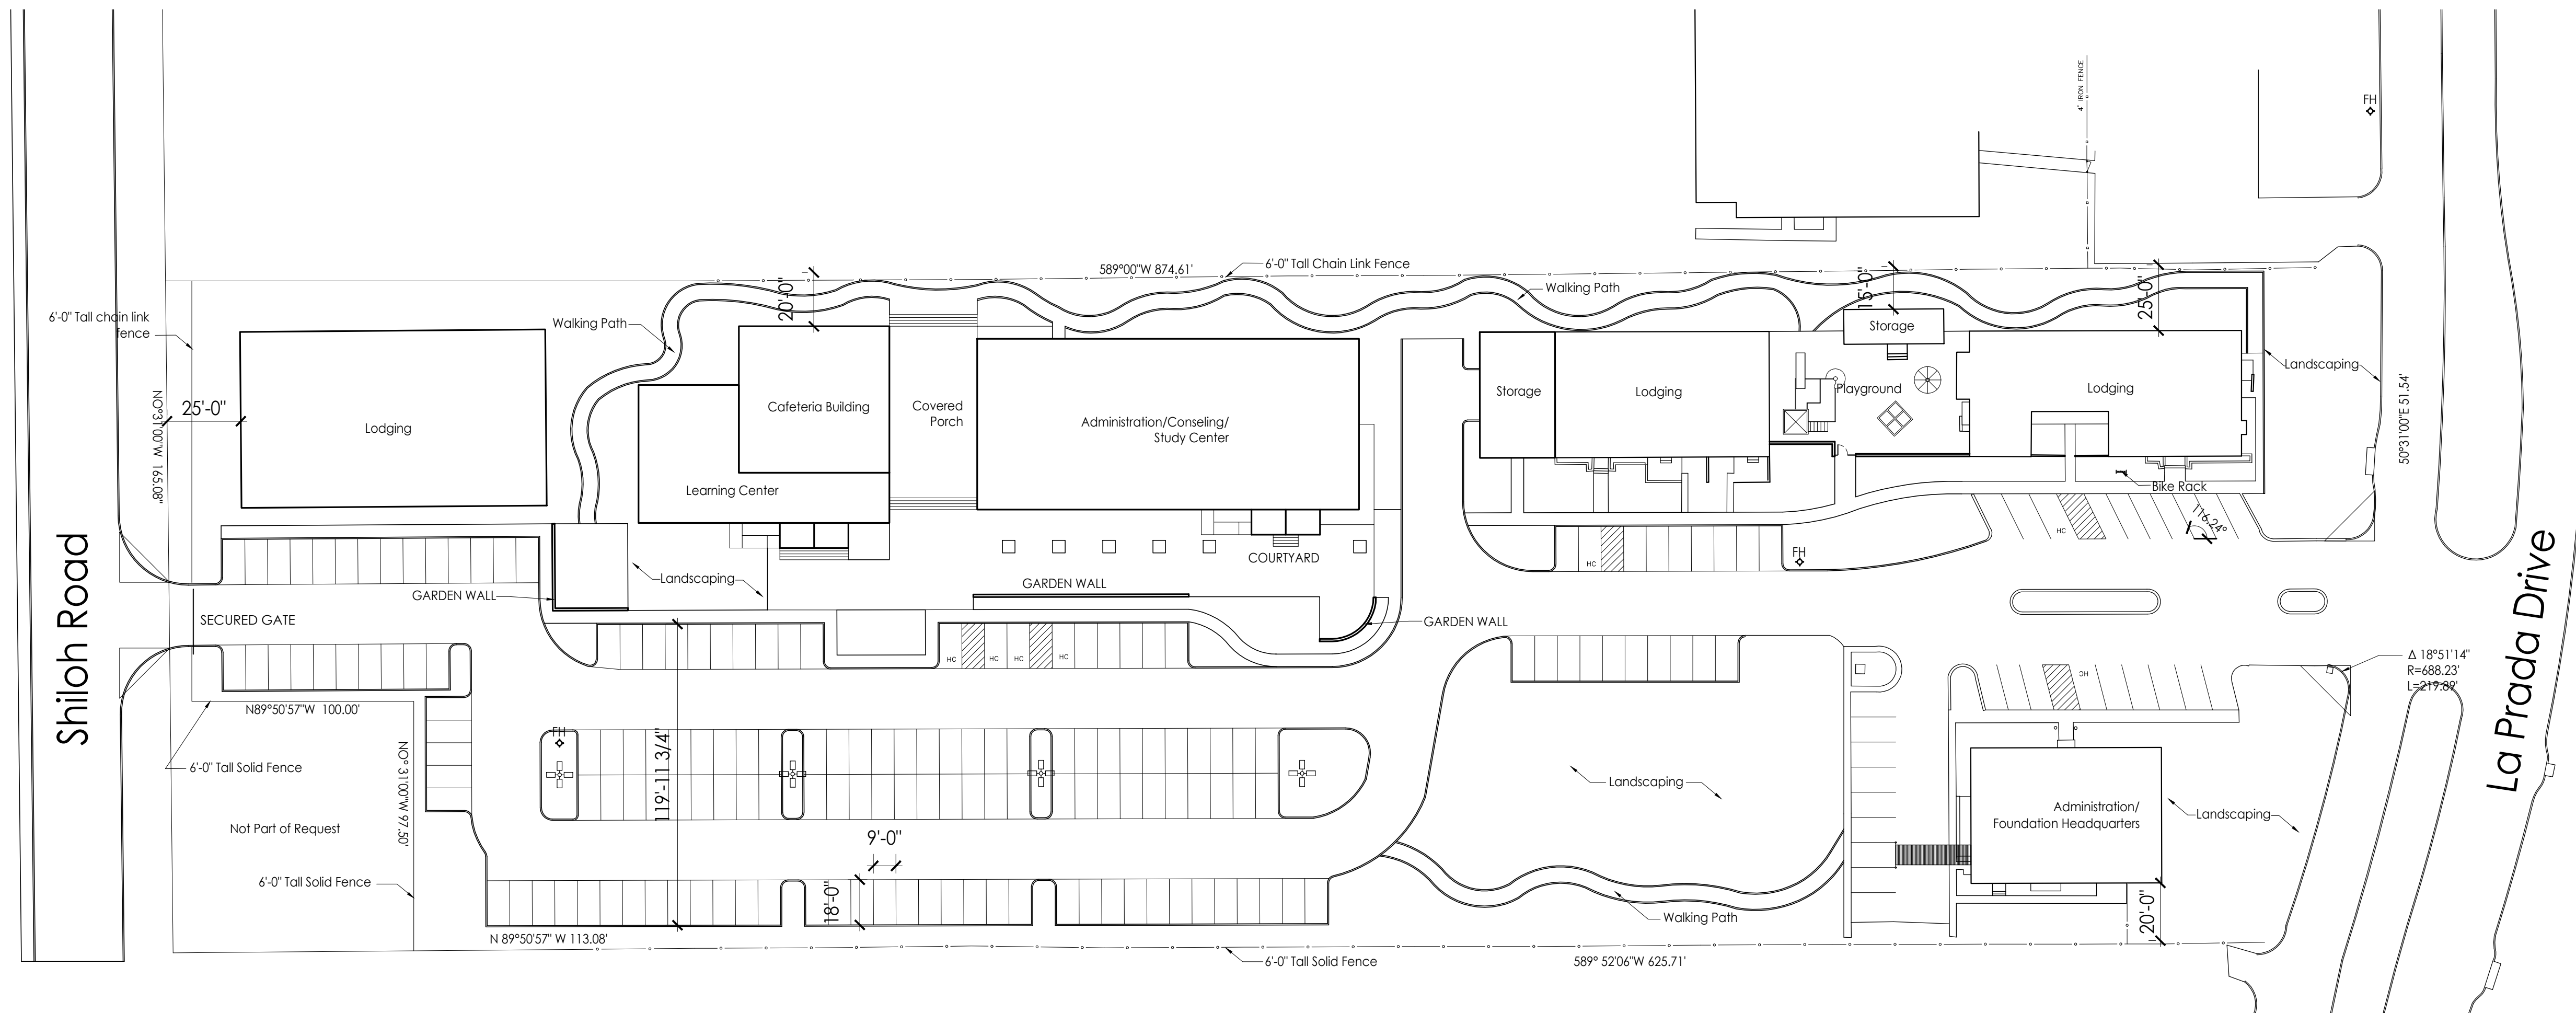 4' IRON FENCE
FH
589°00"W 874.61'
6'-0" Tall Chain Link Fence
Walking Path
20'-0"
15'-0"
25'-0"
6'-0" Tall chain link
fence
Walking Path
Storage
Landscaping
NO°31'00"W 165.08"
25'-0"
Lodging
Cafeteria Building
Covered
Porch
Administration/Conseling/
Study Center
Storage
Lodging
Playground
Lodging
50°31'00"E 51.54'
Learning Center
Bike Rack
116.24°
HC
HC
FH
COURTYARD
Landscaping
GARDEN WALL
GARDEN WALL
Shiloh Road
SECURED GATE
GARDEN WALL
La Prada Drive
HC
HC
HC
HC
HC
Δ 18°51'14"
R=688.23'
L=219.89'
N89°50'57"W 100.00'
FH
119'-11 3/4"
NO° 31'00"W 97.50'
6'-0" Tall Solid Fence
Landscaping
Not Part of Request
9'-0"
Administration/
Foundation Headquarters
Landscaping
6'-0" Tall Solid Fence
18'-0"
Walking Path
20'-0"
N 89°50'57" W 113.08'
6'-0" Tall Solid Fence
589° 52'06"W 625.71'